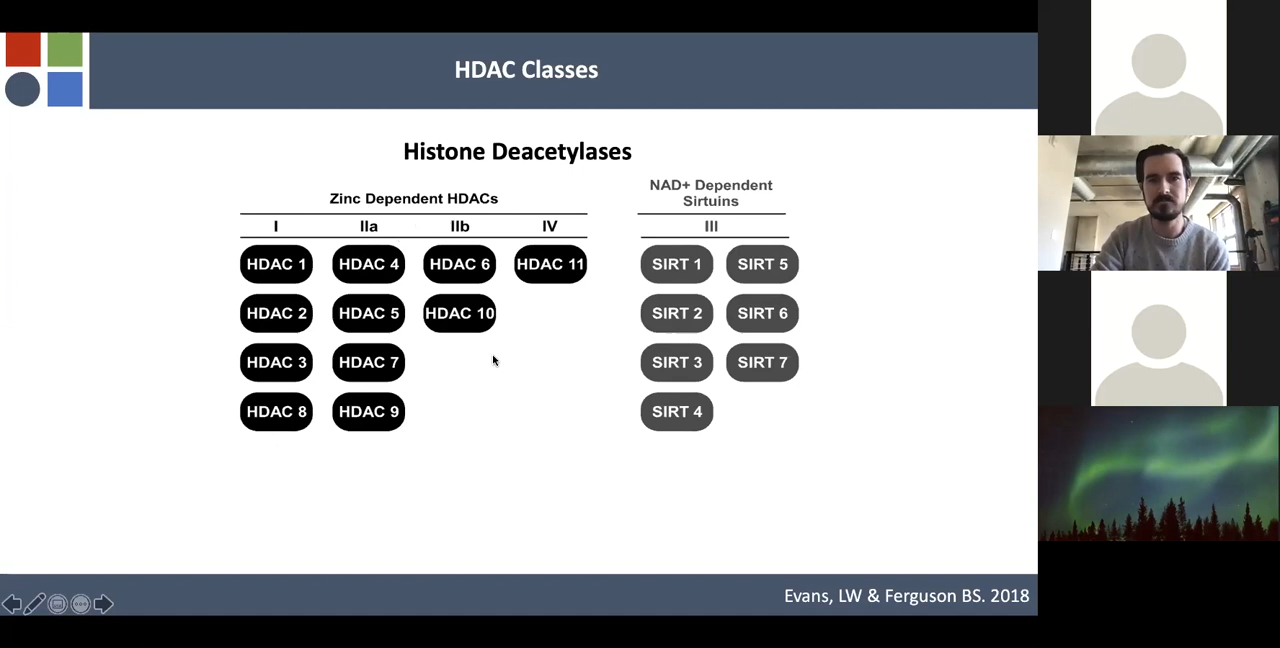 HDAC Classes
Histone Deacetylases
Zinc Dependent HDACs
NAD+ Dependent
Sirtuins
I IIa IIb IV III
HDAC 1 HDAC 4 HDAC 6 HDAC 11 SIRT 1 SIRT 5
HDAC 2 HDAC 5 HDAC 10 SIRT 2 SIRT 6
HDAC 3 HDAC 7 SIRT 3 SIRT 7
HDAC 8 HDAC 9 SIRT 4
Evans, LW & Ferguson BS. 2018